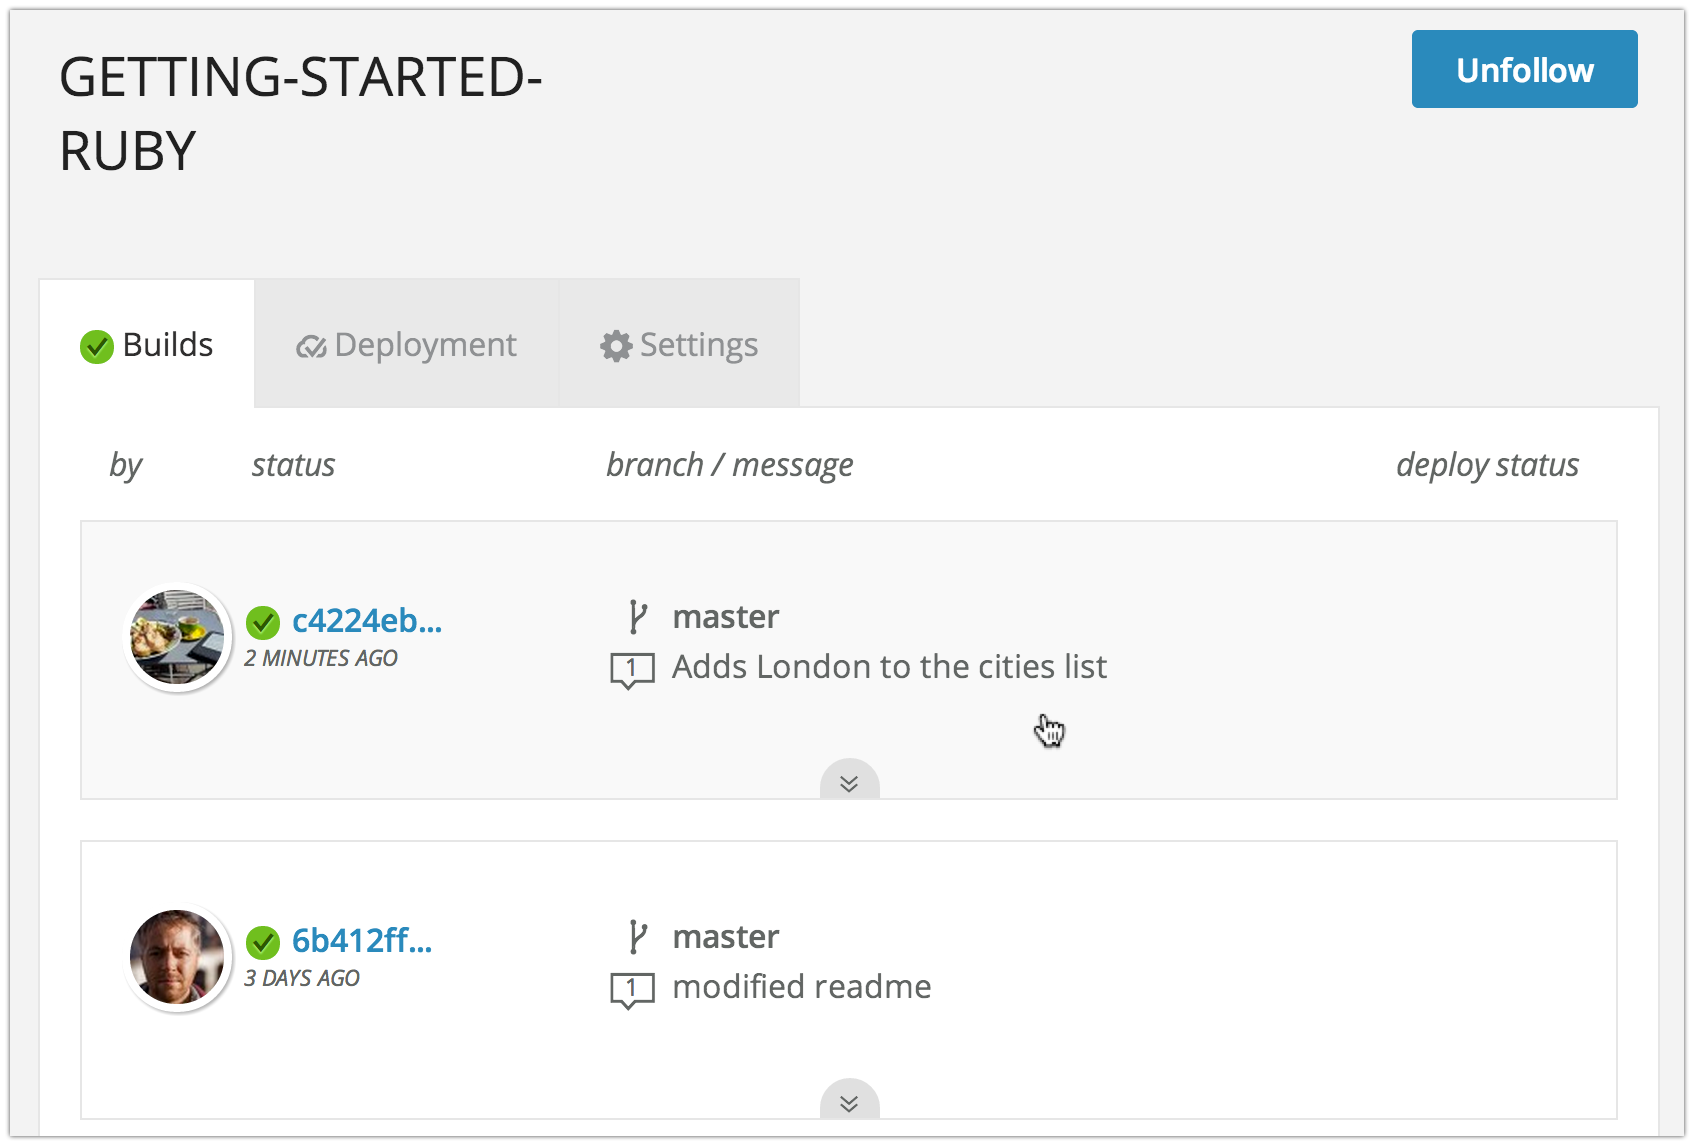 GETTING-STARTED-
RUBY
Unfollow
Builds
Deployment
Settings
by
status
branch / message
deploy status
c4224eb...
2 MINUTES AGO
master
1
Adds London to the cities list
6b412ff...
3 DAYS AGO
master
1
modified readme